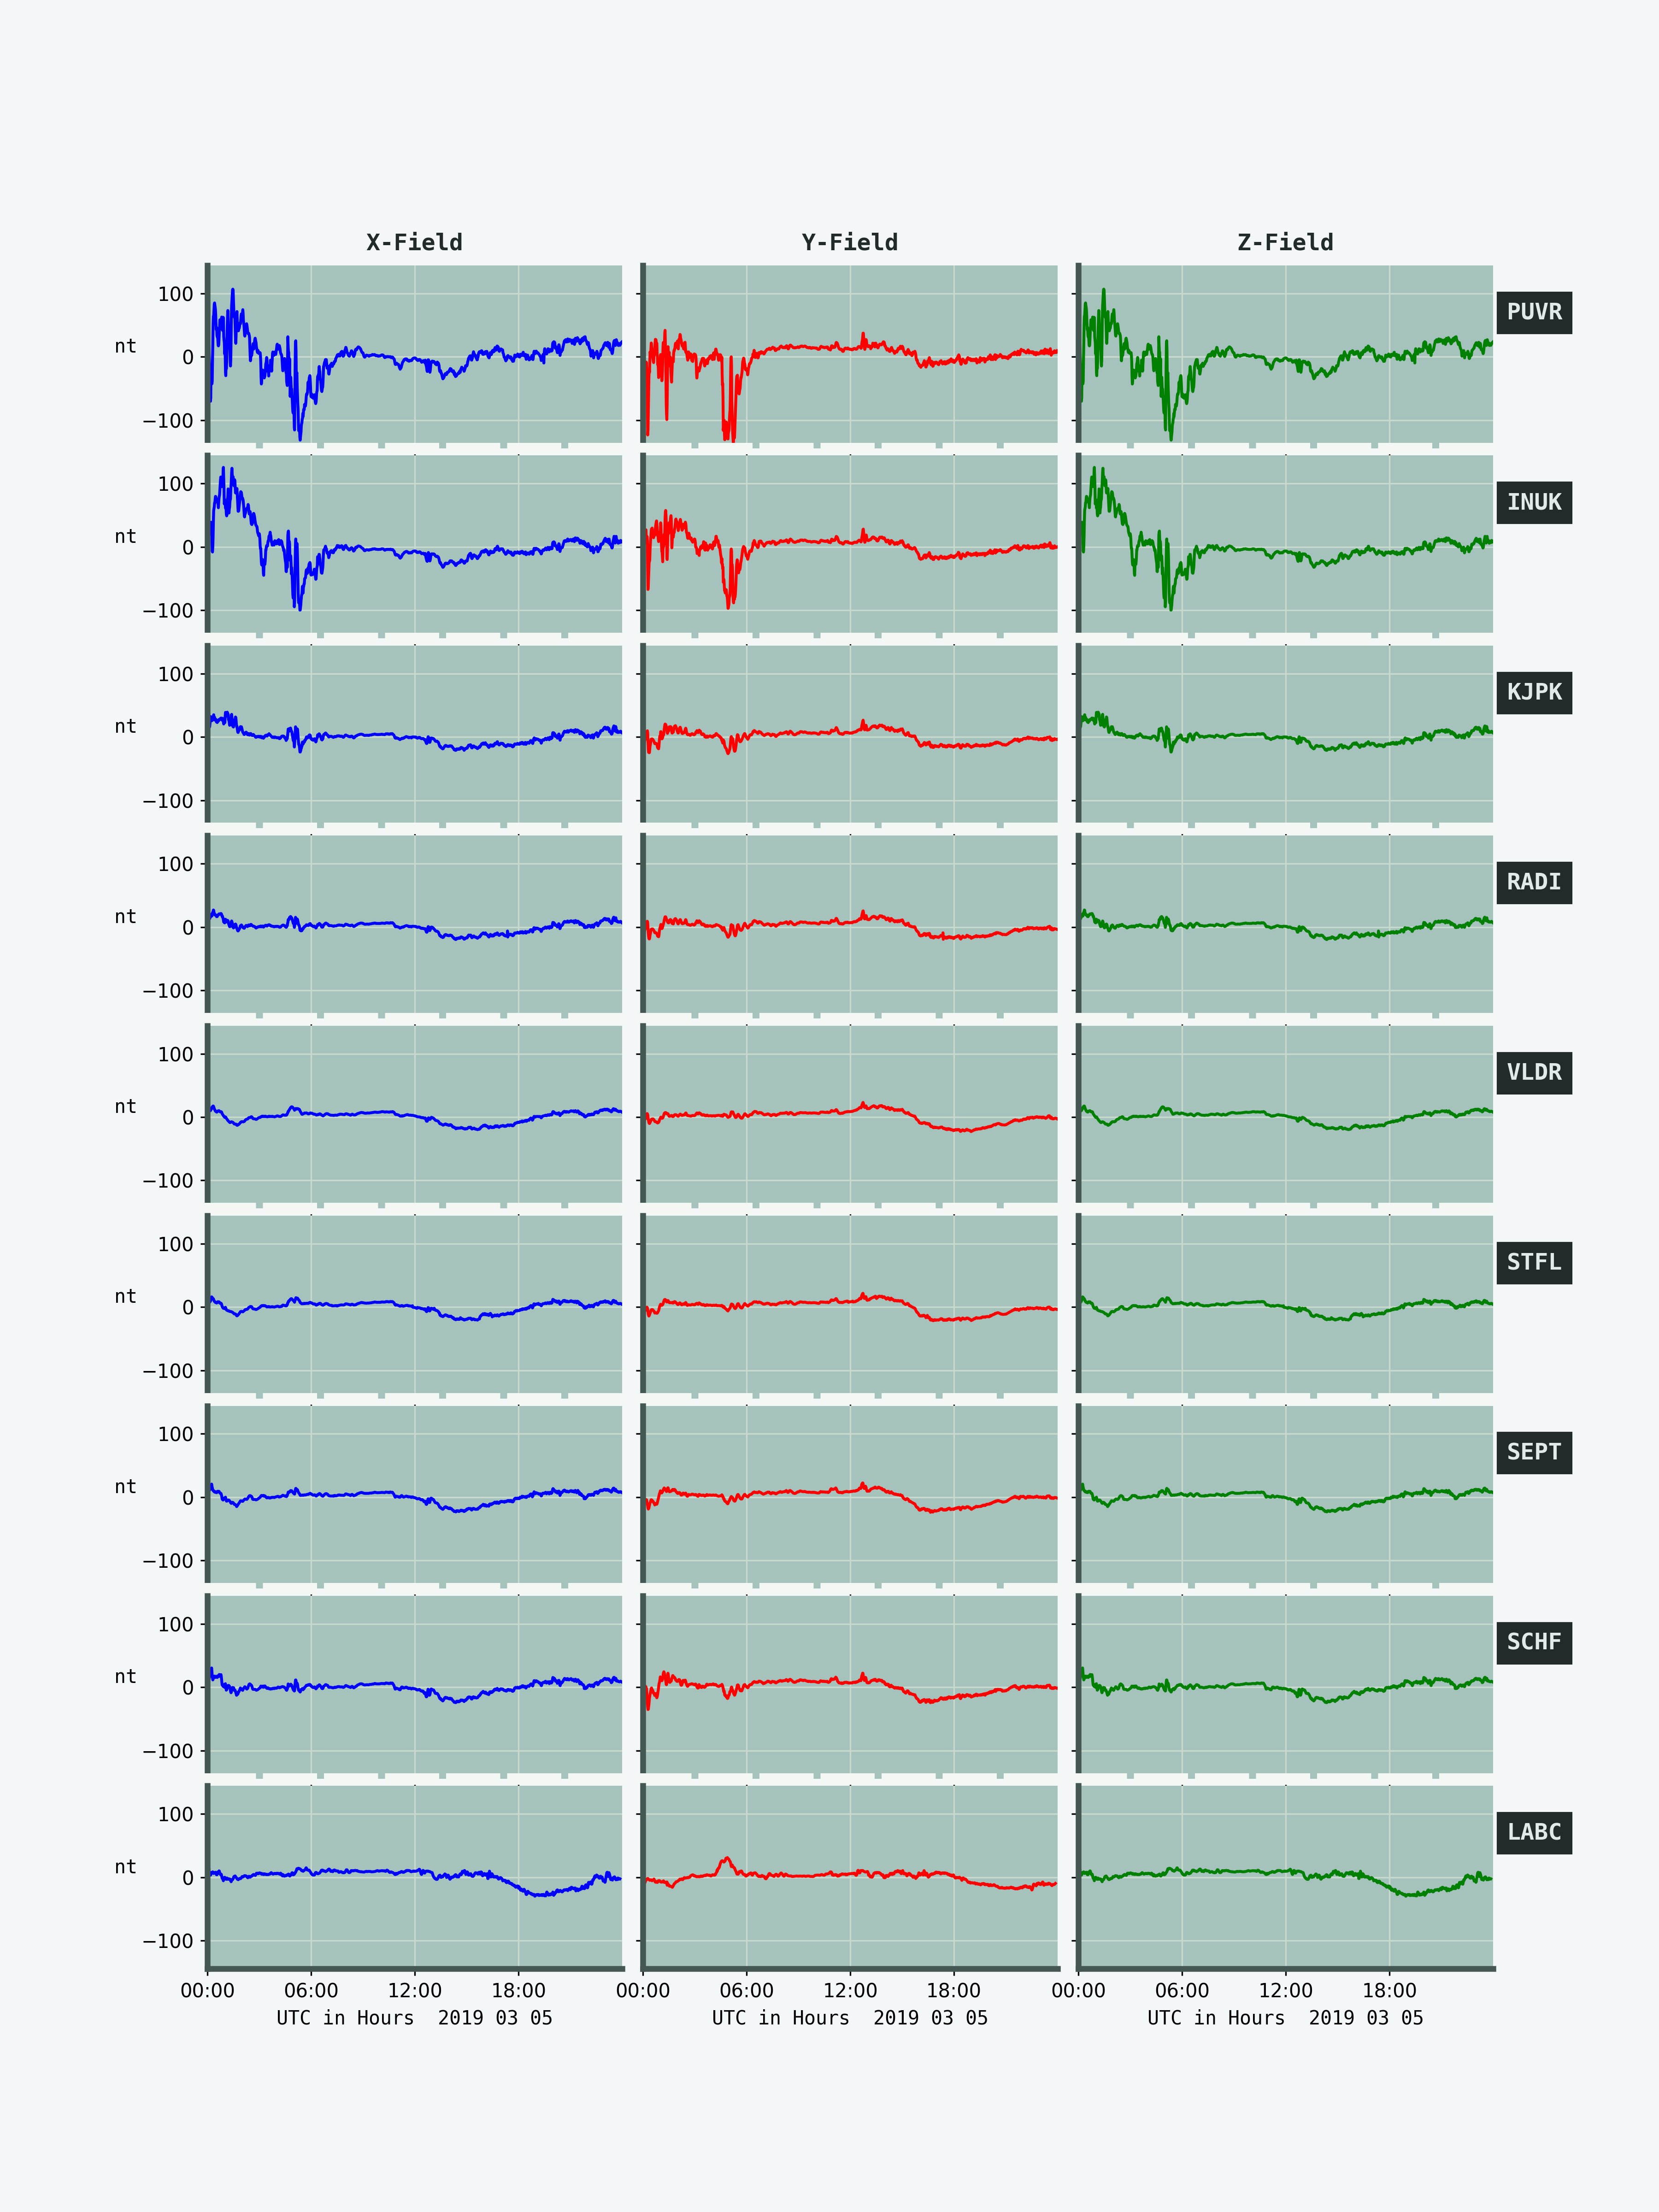 X-Field Y-Field Z-Field
100
nt
0
−100
PUVR
100
nt
0
−100
INUK
100
nt
0
−100
KJPK
100
nt
0
−100
RADI
100
nt
0
−100
VLDR
100
nt
0
−100
STFL
100
nt
0
−100
SEPT
100
nt
0
−100
SCHF
100
nt
0
−100
LABC
00:00 06:00 12:00 18:00 00:00 06:00 12:00 18:00 00:00 06:00 12:00 18:00
UTC in Hours 2019 03 05 UTC in Hours 2019 03 05 UTC in Hours 2019 03 05